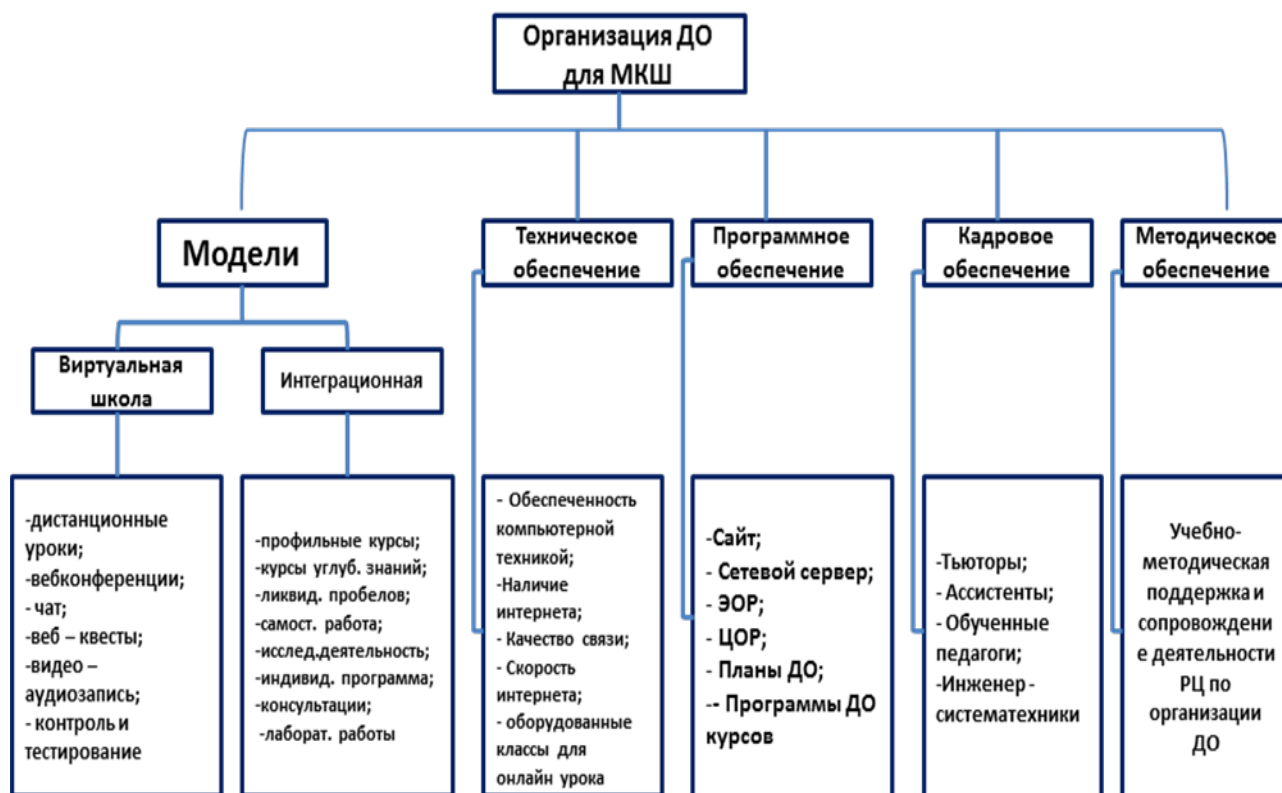 Организация ДО
для МКШ
Модели
Техническое
обеспечение
Программное
обеспечение
Кадровое
обеспечение
Методическое
обеспечение
Виртуальная
школа
Интеграционная
-дистанционные
уроки;
-вебконференции;
- чат;
-веб – квесты;
-видео –
аудиозапись;
- контроль и
тестирование
-профильные курсы;
-курсы углуб. знаний;
-ликвид. пробелов;
-самост. работа;
-исслед.деятельность;
-индивид. программа;
-консультации;
-лаборат. работы
- Обеспеченность
компьютерной
техникой;
-Наличие
интернета;
- Качество связи;
- Скорость
интернета;
- оборудованные
классы для
онлайн урока
-Сайт;
- Сетевой сервер;
- ЭОР;
- ЦОР;
- Планы ДО;
-- Программы ДО
курсов
-Тьюторы;
- Ассистенты;
- Обученные
педагоги;
-Инженер -
систематехники
Учебно-
методическая
поддержка и
сопровождени
е деятельности
РЦ по
организации
ДО